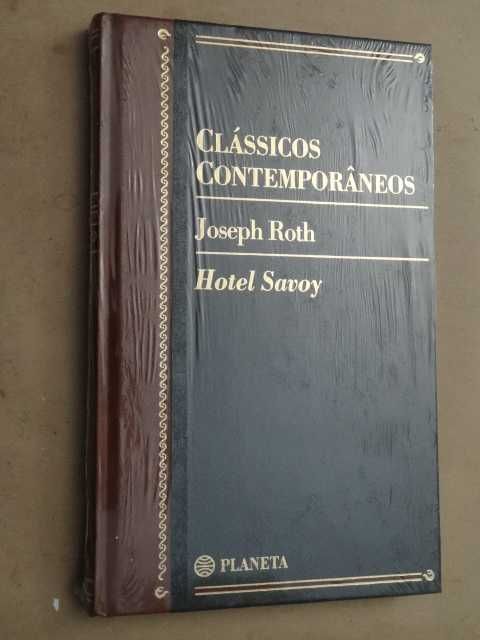 CLÁSSICOS
CONTEMPORÂNEOS
Joseph Roth
Hotel Savoy
PLANETA